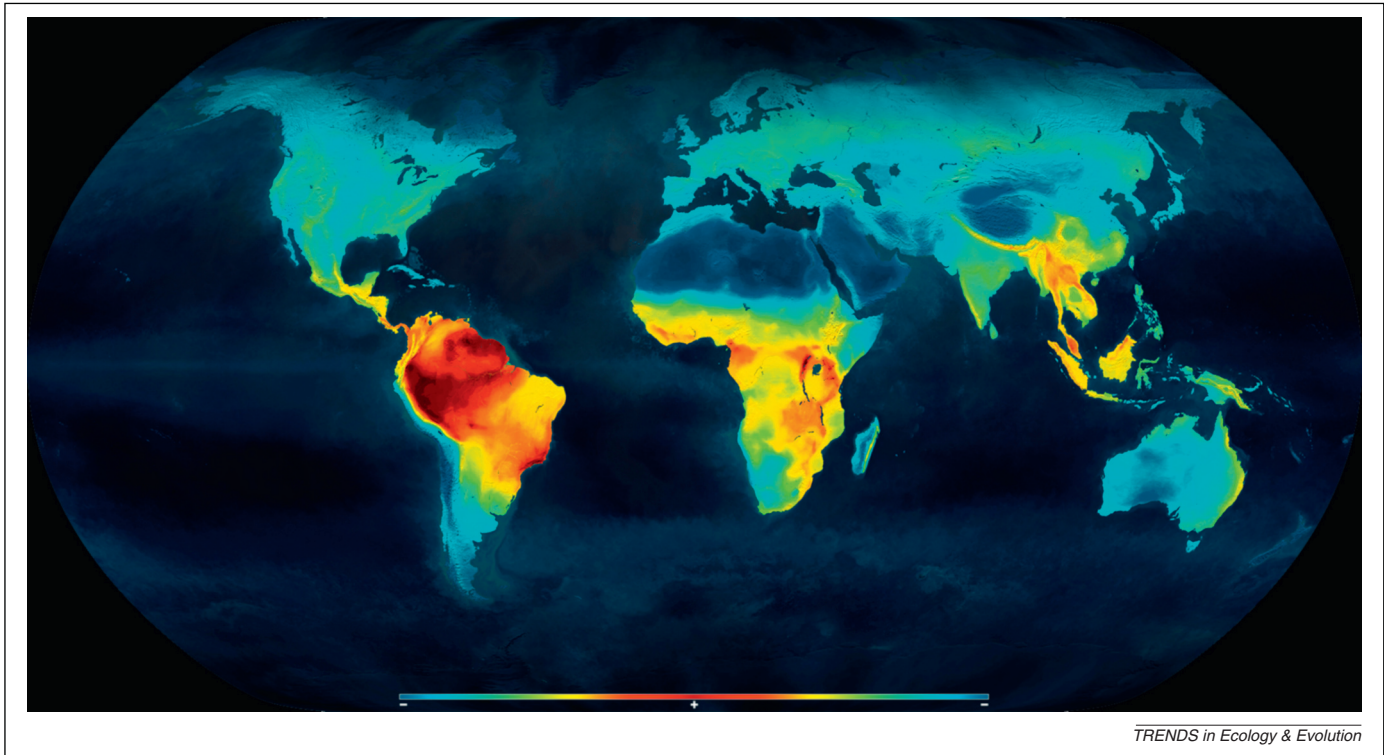 – + –
TRENDS in Ecology & Evolution